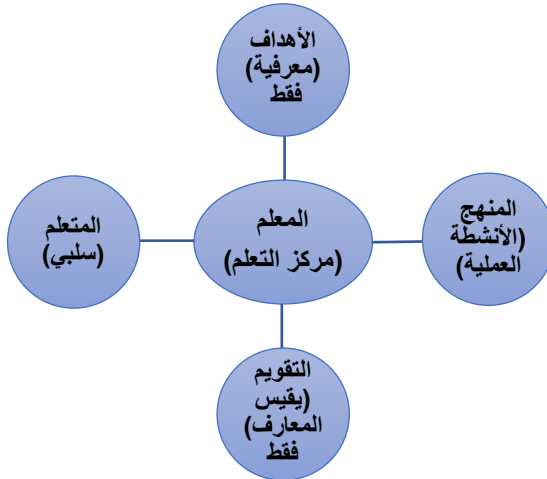 الأهداف
(معرفية)
فقط
المنهج
(الأنشطة
العملية)
المعلم
(مركز التعلم)
المتعلم
(سلبي)
التقويم
(يقيس
المعارف)
فقط